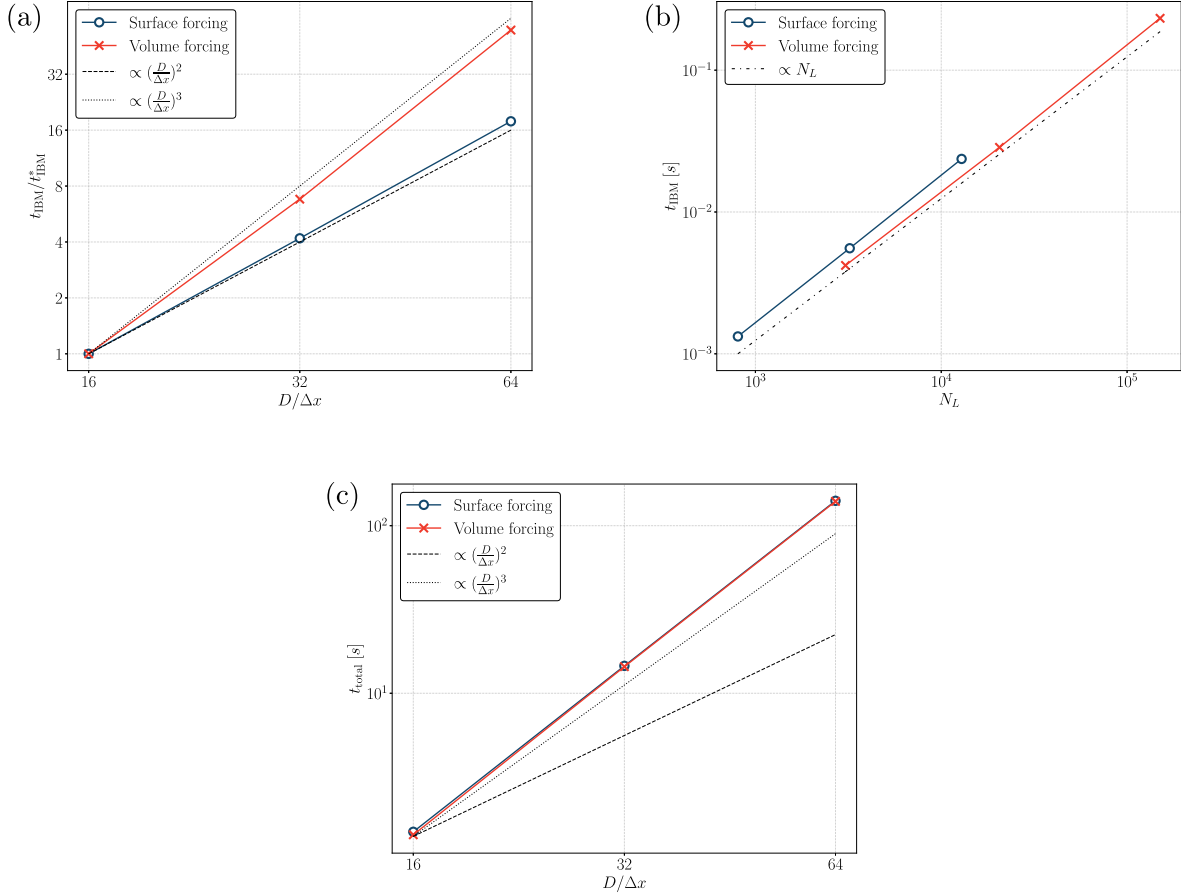 (a)
Surface forcing
Volume forcing
∝ (D/Δx)²
∝ (D/Δx)³
32
16
8
4
2
1
t_IBM/t*_IBM
16 32 64
D/Δx
(b)
Surface forcing
Volume forcing
∝ N_L
10⁻¹
10⁻²
10⁻³
t_IBM [s]
10³ 10⁴ 10⁵
N_L
(c)
Surface forcing
Volume forcing
∝ (D/Δx)²
∝ (D/Δx)³
10²
10¹
t_total [s]
16 32 64
D/Δx